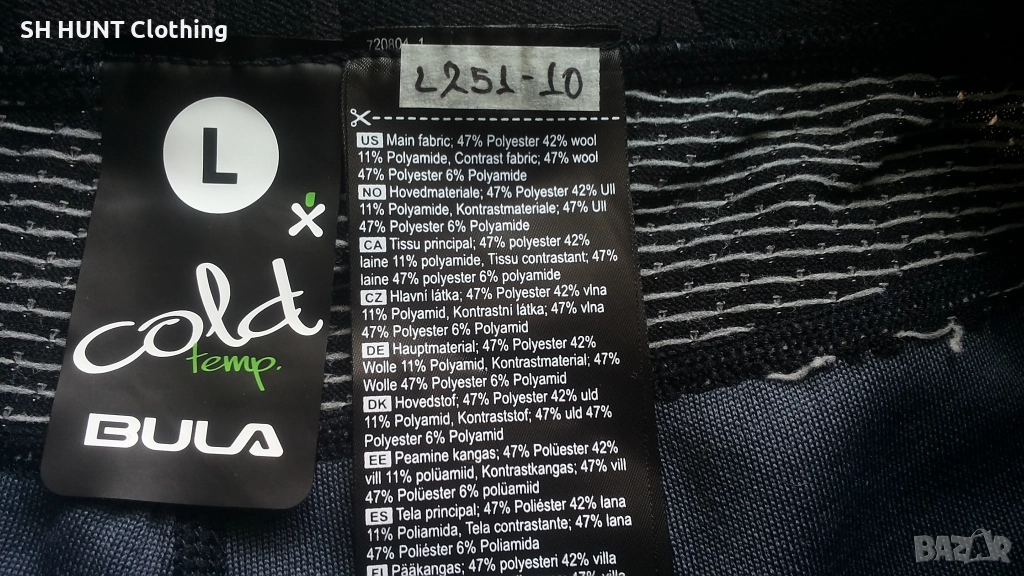 SH HUNT Clothing
L
cold
temp.
BULA
720804 1
L251-10
US Main fabric; 47% Polyester 42% wool
11% Polyamide, Contrast fabric; 47% wool
47% Polyester 6% Polyamide
NO Hovedmateriale; 47% Polyester 42% Ull
11% Polyamide, Kontrastmateriale; 47% Ull
47% Polyester 6% Polyamide
CA Tissu principal; 47% polyester 42%
laine 11% polyamide, Tissu contrastant; 47%
laine 47% polyester 6% polyamide
CZ Hlavní látka; 47% Polyester 42% vlna
11% Polyamid, Kontrastní látka; 47% vlna
47% Polyester 6% Polyamid
DE Hauptmaterial; 47% Polyester 42%
Wolle 11% Polyamid, Kontrastmaterial; 47%
Wolle 47% Polyester 6% Polyamid
DK Hovedstof; 47% Polyester 42% uld
11% Polyamid, Kontraststof; 47% uld 47%
Polyester 6% Polyamid
EE Peamine kangas; 47% Polüester 42%
vill 11% polüamiid, Kontrastkangas; 47% vill
47% Polüester 6% polüamiid
ES Tela principal; 47% Poliéster 42% lana
11% Poliamida, Tela contrastante; 47% lana
47% Poliéster 6% Poliamida
FI Pääkangas; 47% polyesteri 42% villa
47% villa
BAZAR